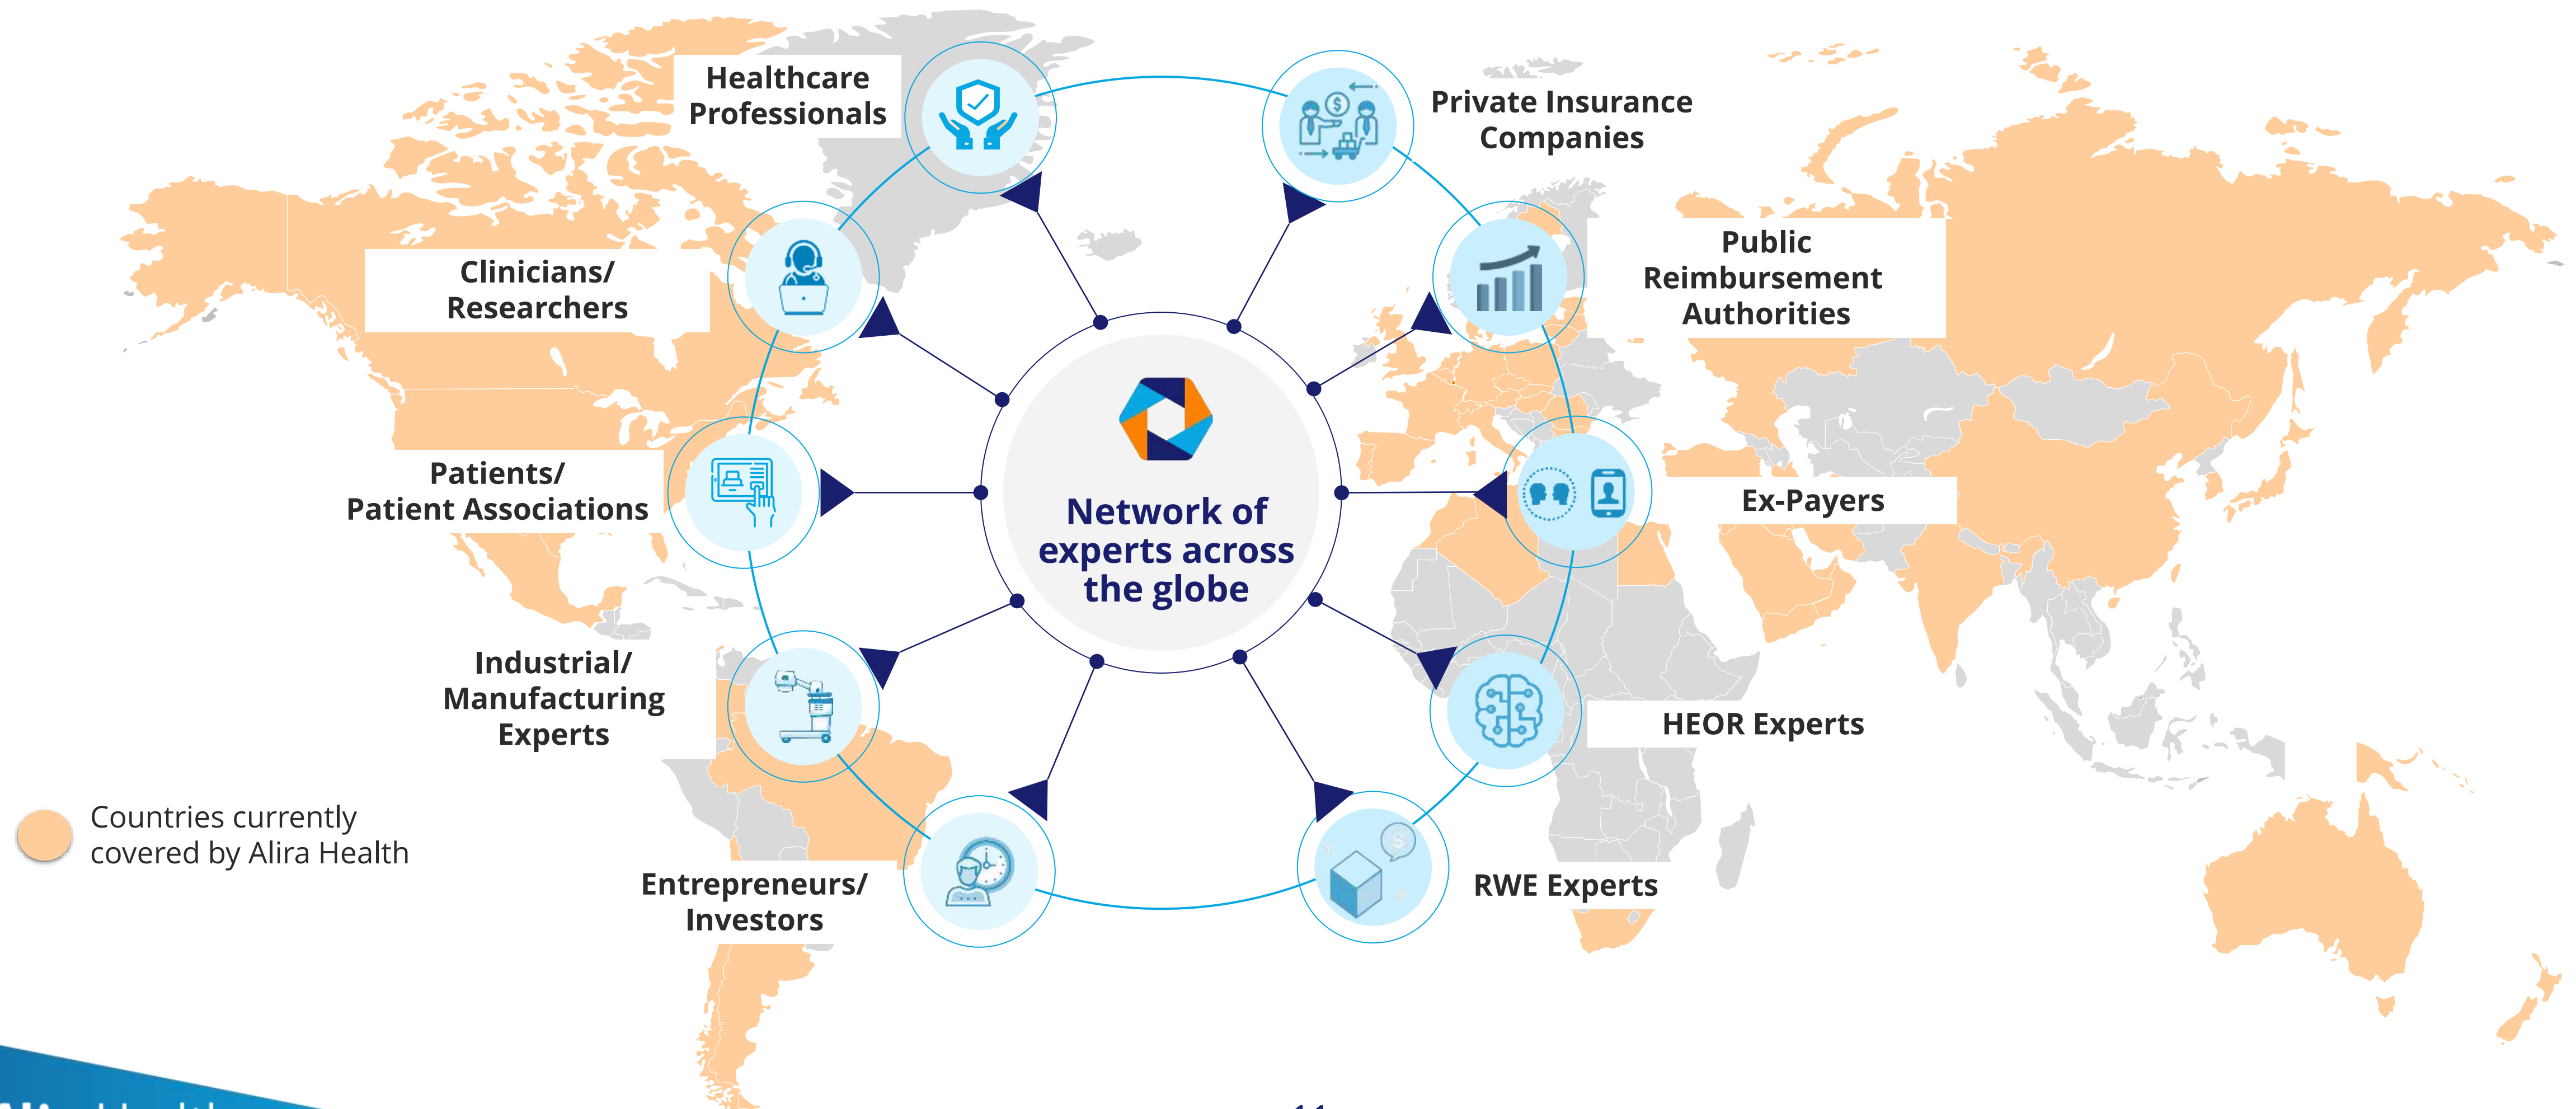 Healthcare
Professionals
Private Insurance
Companies
Clinicians/
Researchers
Public
Reimbursement
Authorities
Patients/
Patient Associations
Network of
experts across
the globe
Ex-Payers
Industrial/
Manufacturing
Experts
HEOR Experts
Countries currently
covered by Alira Health
Entrepreneurs/
Investors
RWE Experts